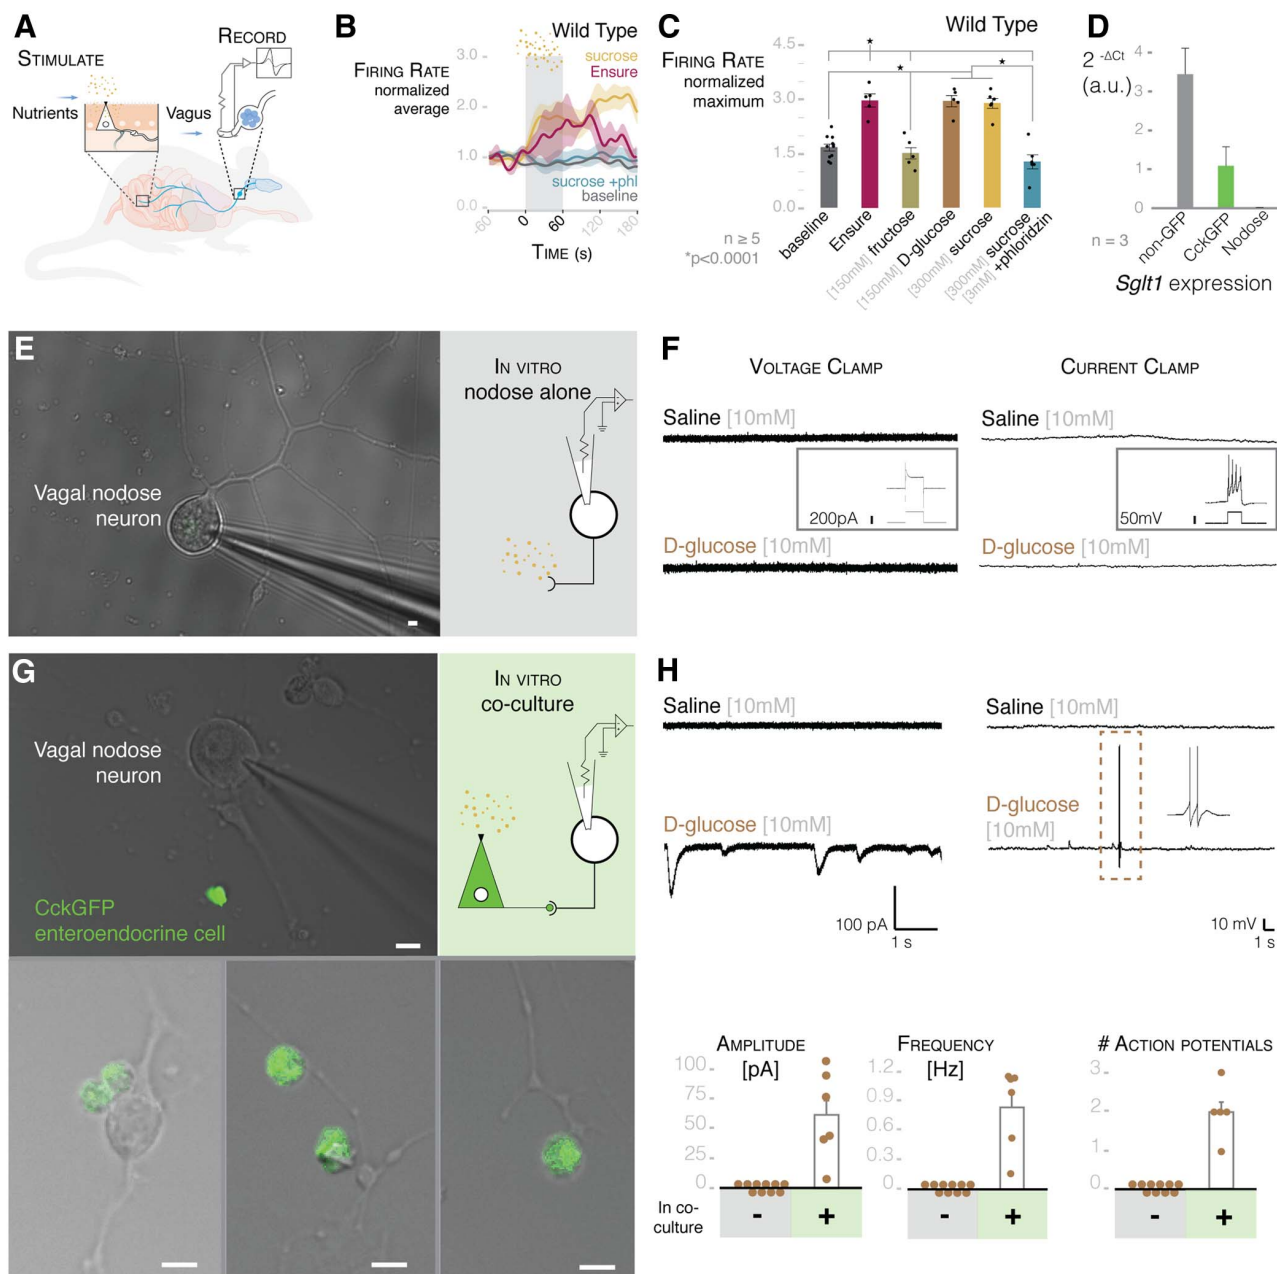 A
STIMULATE
RECORD
Nutrients
Vagus
B
Wild Type
FIRING RATE
normalized
average
3.0
2.0
1.0
0.0
sucrose
Ensure
sucrose +phl
baseline
-60
0
60
120
180
TIME (s)
C
Wild Type
FIRING RATE
normalized
maximum
4.5
3.0
1.5
0.0
★
★
★
baseline
Ensure
[150mM] fructose
[150mM] D-glucose
[300mM] sucrose
[300mM] sucrose
[3mM] +phloridzin
n ≥ 5
*p<0.0001
D
2 -ΔCt
(a.u.)
4
3
2
1
0
non-GFP
CckGFP
Nodose
n = 3
Sglt1 expression
E
Vagal nodose
neuron
IN VITRO
nodose alone
F
VOLTAGE CLAMP
CURRENT CLAMP
Saline [10mM]
Saline [10mM]
200pA
50mV
D-glucose [10mM]
D-glucose [10mM]
G
Vagal nodose
neuron
CckGFP
enteroendocrine cell
IN VITRO
co-culture
H
Saline [10mM]
Saline [10mM]
D-glucose [10mM]
D-glucose
[10mM]
100 pA
1 s
10 mV
1 s
AMPLITUDE
[pA]
100
75
50
25
0
FREQUENCY
[Hz]
1.2
0.9
0.6
0.3
0
# ACTION POTENTIALS
3
2
1
0
In co-
culture
-
+
-
+
-
+